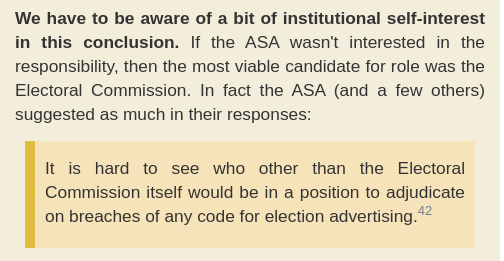 We have to be aware of a bit of institutional self-interest
in this conclusion. If the ASA wasn't interested in the
responsibility, then the most viable candidate for role was the
Electoral Commission. In fact the ASA (and a few others)
suggested as much in their responses:
It is hard to see who other than the Electoral
Commission itself would be in a position to adjudicate
on breaches of any code for election advertising.42